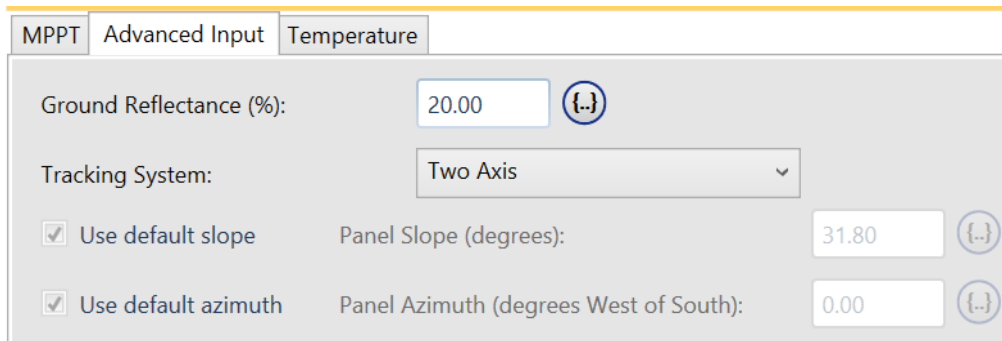 MPPT Advanced Input Temperature
Ground Reflectance (%): 20.00 {..}
Tracking System: Two Axis
Use default slope Panel Slope (degrees): 31.80 {..}
Use default azimuth Panel Azimuth (degrees West of South): 0.00 {..}